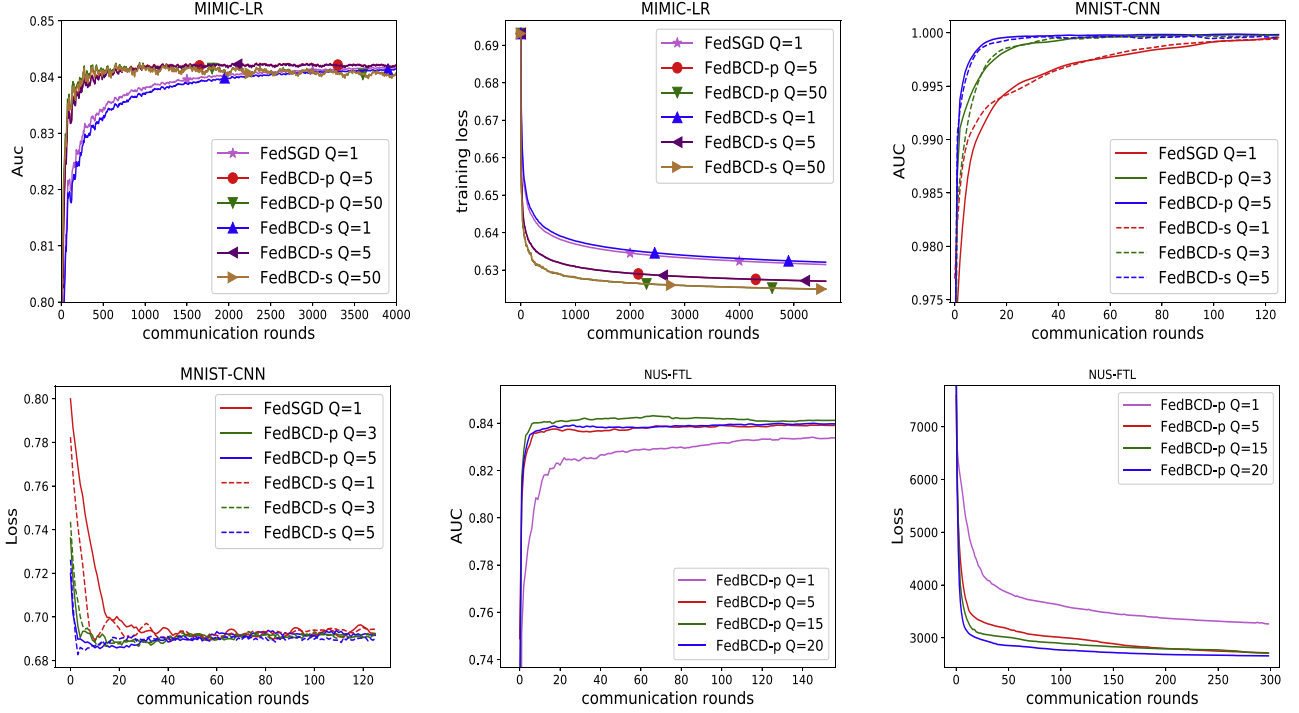 MIMIC-LR
0.85
0.84
0.83
0.82
0.81
0.80
Auc
FedSGD Q=1
FedBCD-p Q=5
FedBCD-p Q=50
FedBCD-s Q=1
FedBCD-s Q=5
FedBCD-s Q=50
0 500 1000 1500 2000 2500 3000 3500 4000
communication rounds
MIMIC-LR
0.69
0.68
0.67
0.66
0.65
0.64
0.63
training loss
FedSGD Q=1
FedBCD-p Q=5
FedBCD-p Q=50
FedBCD-s Q=1
FedBCD-s Q=5
FedBCD-s Q=50
0 1000 2000 3000 4000 5000
communication rounds
MNIST-CNN
1.000
0.995
0.990
0.985
0.980
0.975
AUC
FedSGD Q=1
FedBCD-p Q=3
FedBCD-p Q=5
FedBCD-s Q=1
FedBCD-s Q=3
FedBCD-s Q=5
0 20 40 60 80 100 120
communication rounds
MNIST-CNN
0.80
0.78
0.76
0.74
0.72
0.70
0.68
Loss
FedSGD Q=1
FedBCD-p Q=3
FedBCD-p Q=5
FedBCD-s Q=1
FedBCD-s Q=3
FedBCD-s Q=5
0 20 40 60 80 100 120
communication rounds
NUS-FTL
0.84
0.82
0.80
0.78
0.76
0.74
AUC
FedBCD-p Q=1
FedBCD-p Q=5
FedBCD-p Q=15
FedBCD-p Q=20
0 20 40 60 80 100 120 140
communication rounds
NUS-FTL
7000
6000
5000
4000
3000
Loss
FedBCD-p Q=1
FedBCD-p Q=5
FedBCD-p Q=15
FedBCD-p Q=20
0 50 100 150 200 250 300
communication rounds